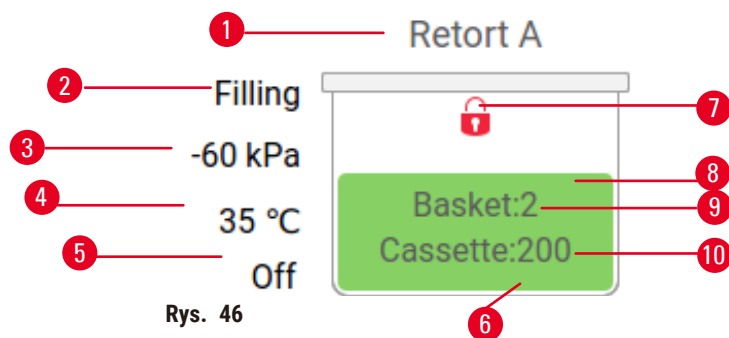 1 Retort A
2 Filling
7
3 -60 kPa
8
4 35 °C
Basket:2 9
5 Off
Cassette:200 10
6
Rys. 46